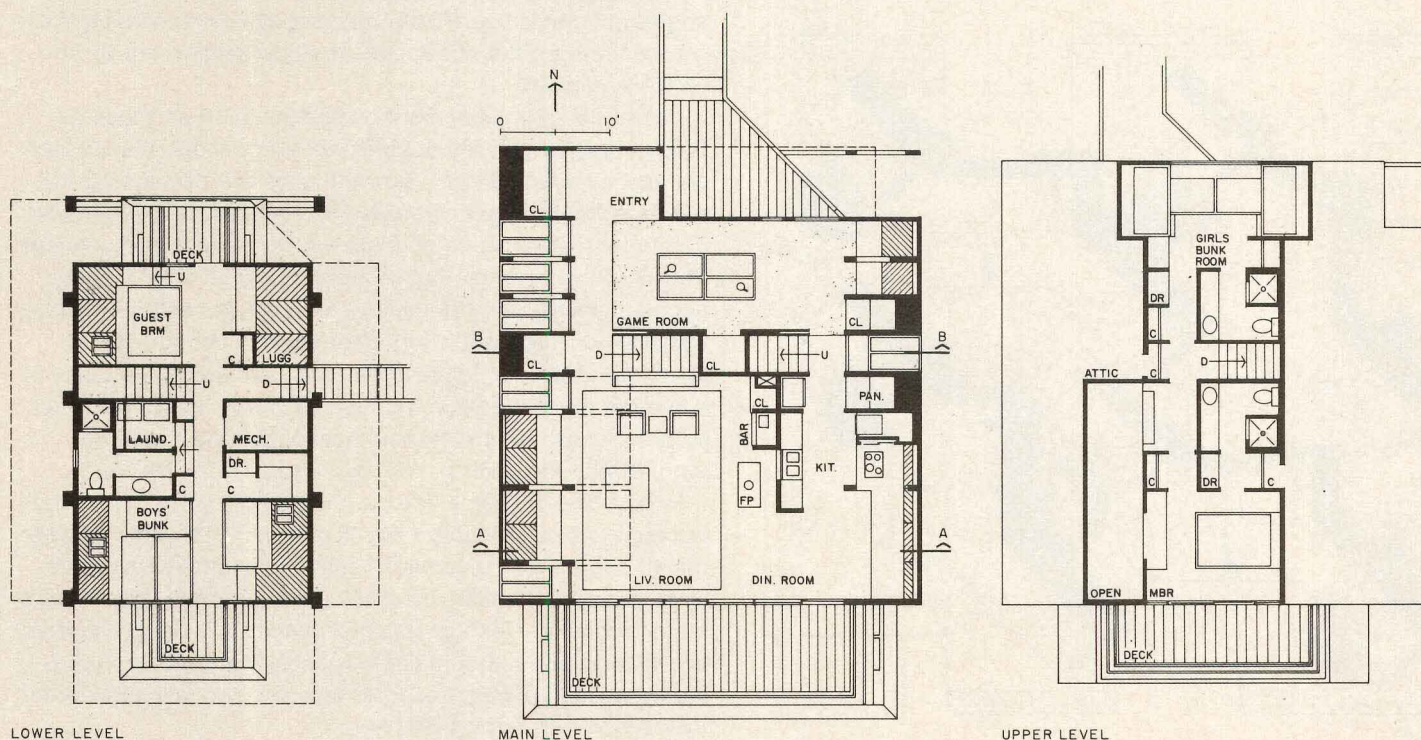 DECK
U
GUEST
BRM
C
LUGG.
U
D
LAUND.
MECH.
DR.
C
C
BOYS'
BUNK
DECK
LOWER LEVEL
N
0 10'
CL.
ENTRY
GAME ROOM
CL
B
B
CL
D
CL
U
CL
PAN.
BAR
KIT.
FP
A
A
LIV. ROOM
DIN. ROOM
DECK
MAIN LEVEL
GIRLS
BUNK
ROOM
DR
C
C
D
ATTIC
C
DR
C
OPEN
MBR
DECK
UPPER LEVEL